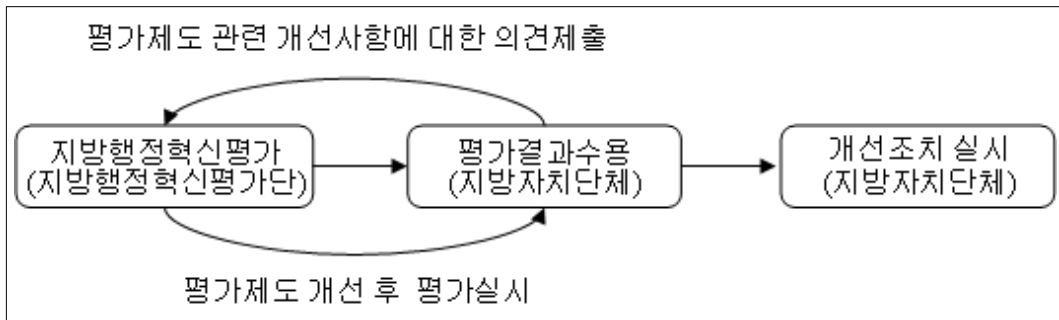 평가제도 관련 개선사항에 대한 의견제출
지방행정혁신평가
(지방행정혁신평가단)
평가결과수용
(지방자치단체)
개선조치 실시
(지방자치단체)
평가제도 개선 후 평가실시